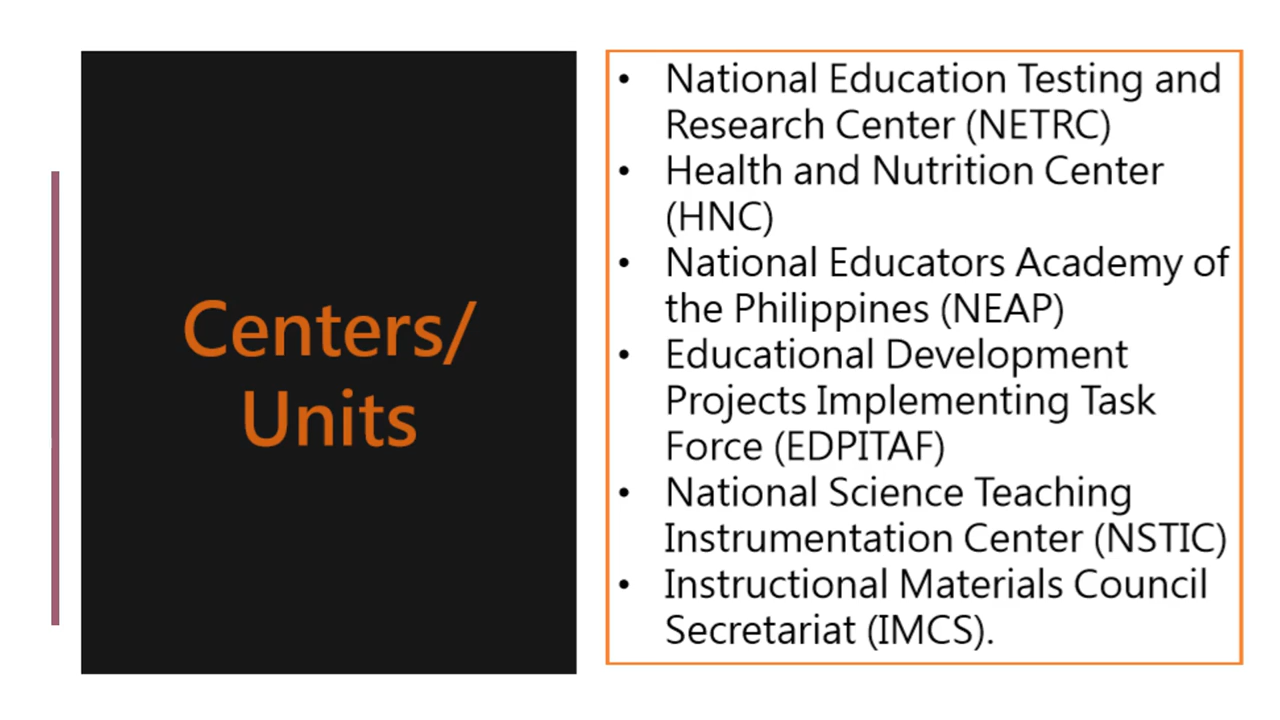 Centers/
Units
• National Education Testing and
Research Center (NETRC)
• Health and Nutrition Center
(HNC)
• National Educators Academy of
the Philippines (NEAP)
• Educational Development
Projects Implementing Task
Force (EDPITAF)
• National Science Teaching
Instrumentation Center (NSTIC)
• Instructional Materials Council
Secretariat (IMCS).